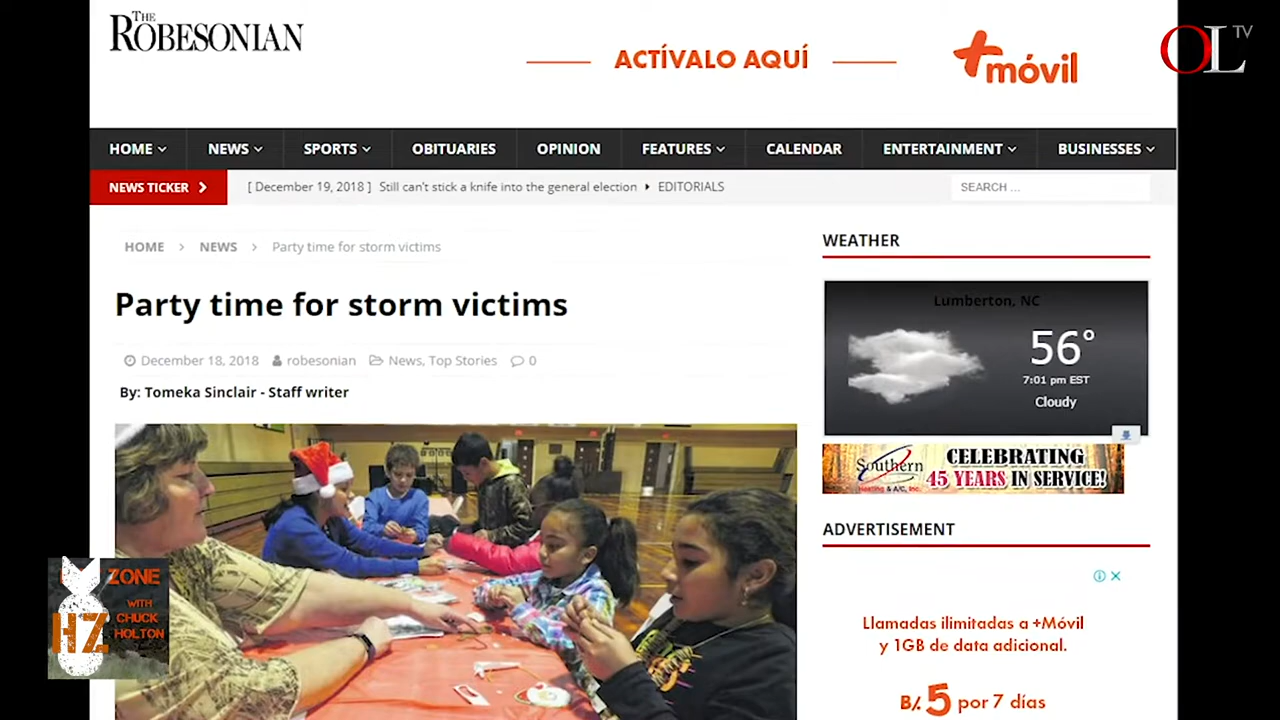 THE
ROBESONIAN
ACTÍVALO AQUÍ
+móvil
OL TV
HOME NEWS SPORTS OBITUARIES OPINION FEATURES CALENDAR ENTERTAINMENT BUSINESSES
NEWS TICKER [ December 19, 2018 ] Still can't stick a knife into the general election EDITORIALS SEARCH ...
HOME > NEWS > Party time for storm victims
WEATHER
Party time for storm victims
Lumberton, NC
56°
7:01 pm EST
Cloudy
December 18, 2018 robesonian News, Top Stories 0
By: Tomeka Sinclair - Staff writer
Southern
Heating & A/C, Inc.
CELEBRATING
45 YEARS IN SERVICE!
ADVERTISEMENT
Llamadas ilimitadas a +Móvil
y 1GB de data adicional.
B/. 5 por 7 días
ZONE
WITH
CHUCK
HOLTON
HZ